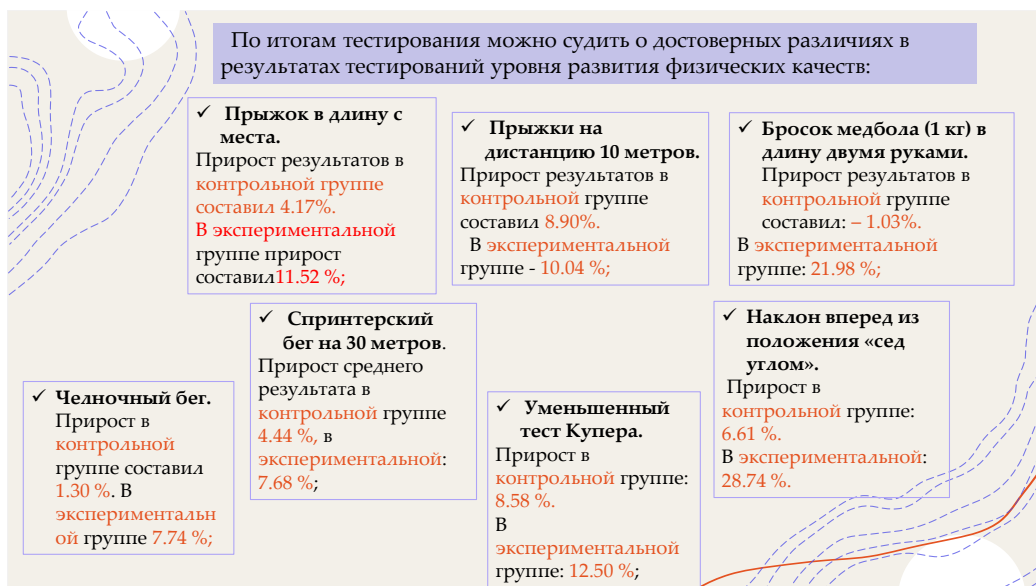 По итогам тестирования можно судить о достоверных различиях в
результатах тестирований уровня развития физических качеств:
✓ Прыжок в длину с
места.
Прирост результатов в
контрольной группе
составил 4.17%.
В экспериментальной
группе прирост
составил11.52 %;
✓ Прыжки на
дистанцию 10 метров.
Прирост результатов в
контрольной группе
составил 8.90%.
В экспериментальной
группе - 10.04 %;
✓ Бросок медбола (1 кг) в
длину двумя руками.
Прирост результатов в
контрольной группе
составил: – 1.03%.
В экспериментальной
группе: 21.98 %;
✓ Челночный бег.
Прирост в
контрольной
группе составил
1.30 %. В
экспериментальн
ой группе 7.74 %;
✓ Спринтерский
бег на 30 метров.
Прирост среднего
результата в
контрольной группе
4.44 %, в
экспериментальной:
7.68 %;
✓ Уменьшенный
тест Купера.
Прирост в
контрольной группе:
8.58 %.
В
экспериментальной
группе: 12.50 %;
✓ Наклон вперед из
положения «сед
углом».
Прирост в
контрольной группе:
6.61 %.
В экспериментальной:
28.74 %.